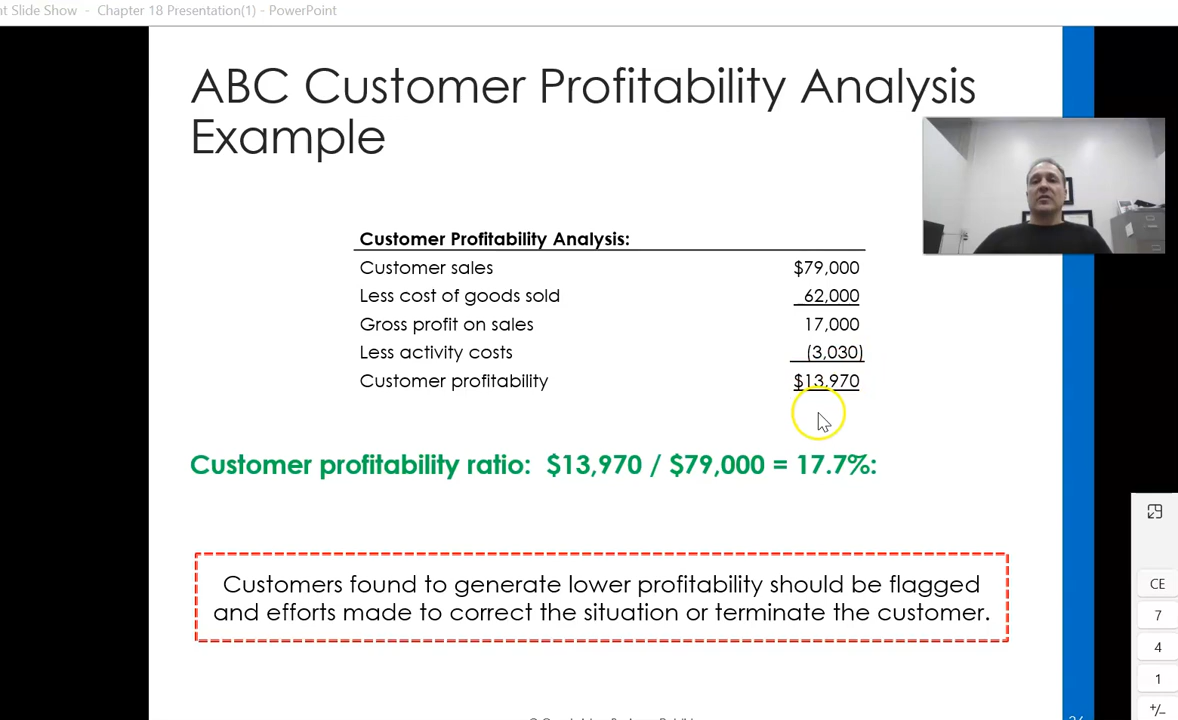 nt Slide Show - Chapter 18 Presentation(1) - PowerPoint
ABC Customer Profitability Analysis
Example
Customer Profitability Analysis:
Customer sales $79,000
Less cost of goods sold 62,000
Gross profit on sales 17,000
Less activity costs (3,030)
Customer profitability $13,970
Customer profitability ratio: $13,970 / $79,000 = 17.7%:
Customers found to generate lower profitability should be flagged
and efforts made to correct the situation or terminate the customer.
CE
7
4
1
+/-